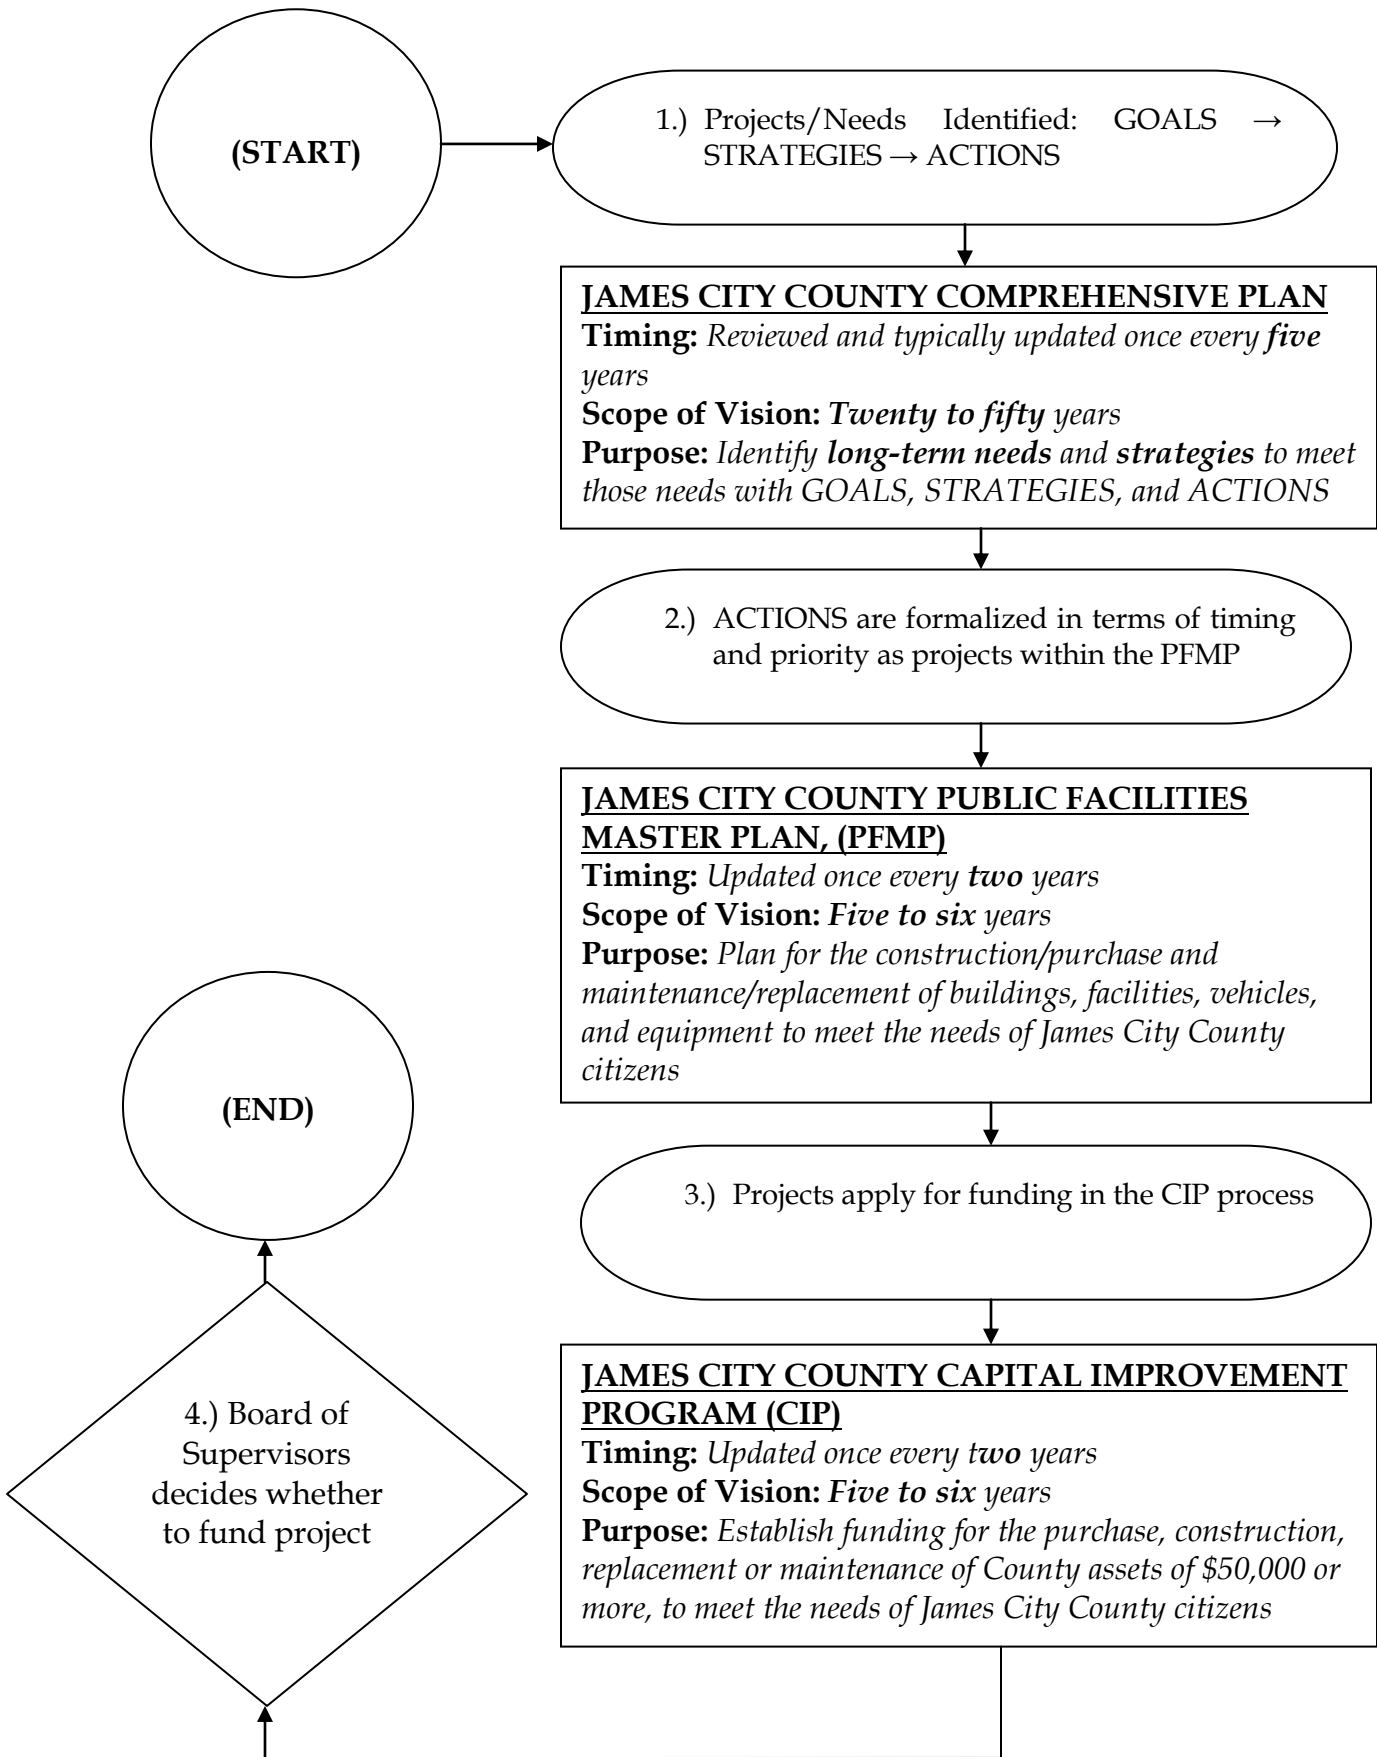 (START)
1.) Projects/Needs Identified: GOALS →
STRATEGIES → ACTIONS
JAMES CITY COUNTY COMPREHENSIVE PLAN
Timing: Reviewed and typically updated once every five
years
Scope of Vision: Twenty to fifty years
Purpose: Identify long-term needs and strategies to meet
those needs with GOALS, STRATEGIES, and ACTIONS
2.) ACTIONS are formalized in terms of timing
and priority as projects within the PFMP
JAMES CITY COUNTY PUBLIC FACILITIES
MASTER PLAN, (PFMP)
Timing: Updated once every two years
Scope of Vision: Five to six years
Purpose: Plan for the construction/purchase and
maintenance/replacement of buildings, facilities, vehicles,
and equipment to meet the needs of James City County
citizens
3.) Projects apply for funding in the CIP process
JAMES CITY COUNTY CAPITAL IMPROVEMENT
PROGRAM (CIP)
Timing: Updated once every two years
Scope of Vision: Five to six years
Purpose: Establish funding for the purchase, construction,
replacement or maintenance of County assets of $50,000 or
more, to meet the needs of James City County citizens
4.) Board of
Supervisors
decides whether
to fund project
(END)